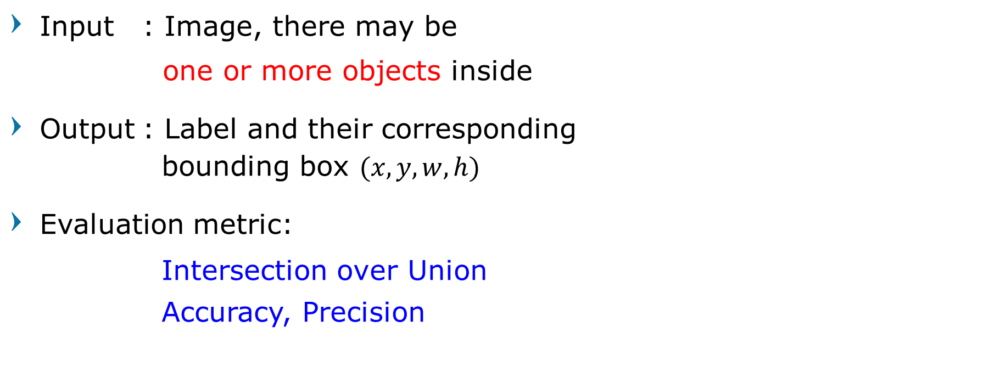 Input : Image, there may be
one or more objects inside
Output : Label and their corresponding
bounding box (x, y, w, h)
Evaluation metric:
Intersection over Union
Accuracy, Precision